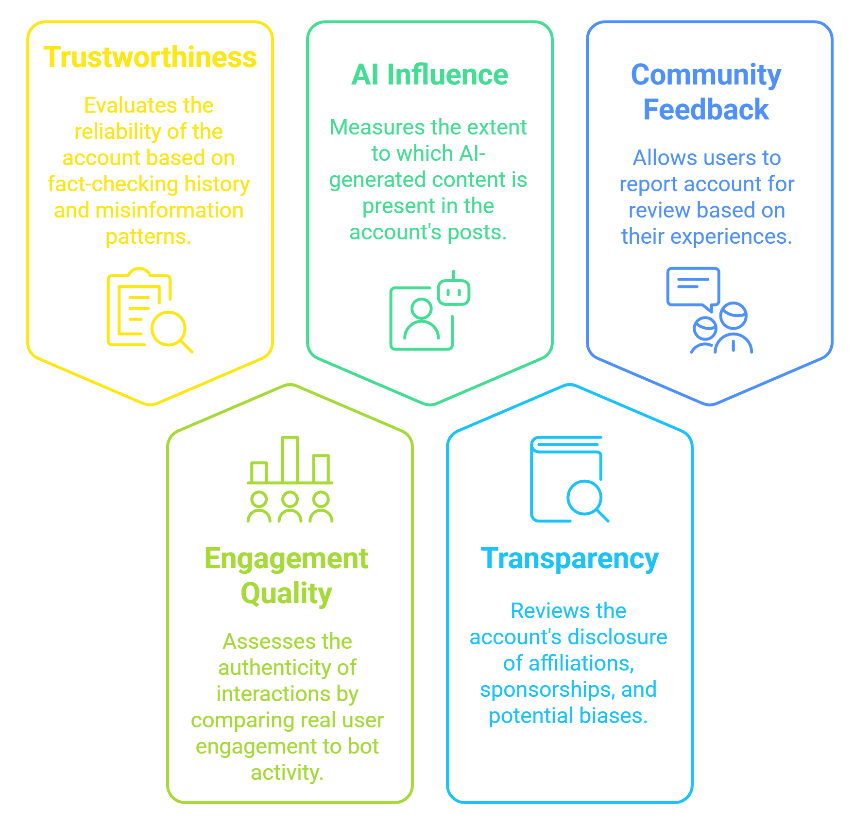 Trustworthiness
Evaluates the
reliability of the
account based on
fact-checking history
and misinformation
patterns.
AI Influence
Measures the extent
to which AI-
generated content is
present in the
account's posts.
Community
Feedback
Allows users to
report account for
review based on
their experiences.
Engagement
Quality
Assesses the
authenticity of
interactions by
comparing real user
engagement to bot
activity.
Transparency
Reviews the
account's disclosure
of affiliations,
sponsorships, and
potential biases.